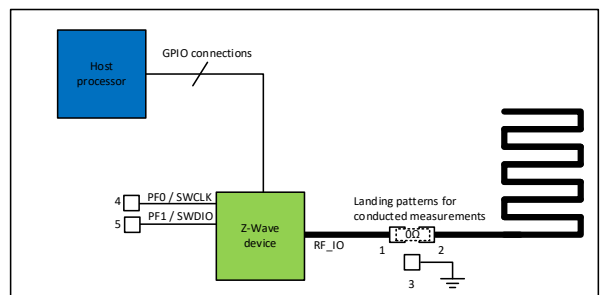 GPIO connections
Host
processor
4
PF0 / SWCLK
5
PF1 / SWDIO
Z-Wave
device
RF_IO
Landing patterns for
conducted measurements
0Ω
1
2
3